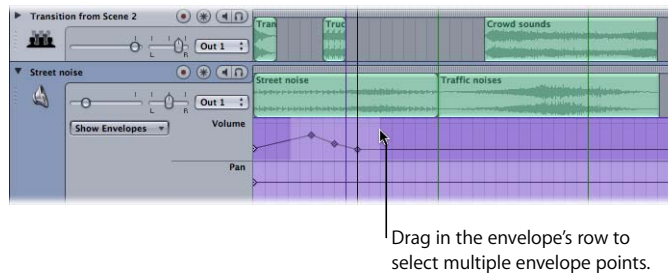 Transition from Scene 2
Tran
Truc
Crowd sounds
L R
Out 1
Street noise
Street noise
Traffic noises
L R
Out 1
Show Envelopes
Volume
Pan
Drag in the envelope's row to
select multiple envelope points.